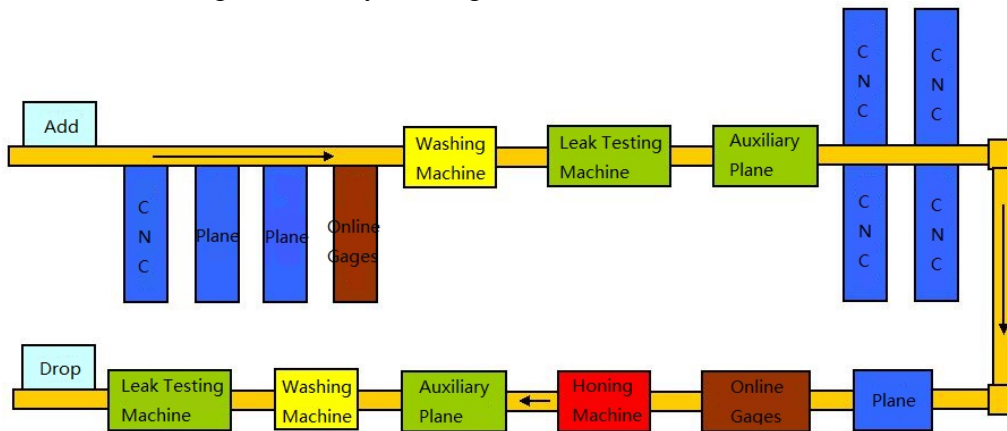 Add
C
N
C
Plane
Plane
Online
Gages
Washing
Machine
Leak Testing
Machine
Auxiliary
Plane
C
N
C
C
N
C
C
N
C
C
N
C
Drop
Leak Testing
Machine
Washing
Machine
Auxiliary
Plane
Honing
Machine
Online
Gages
Plane